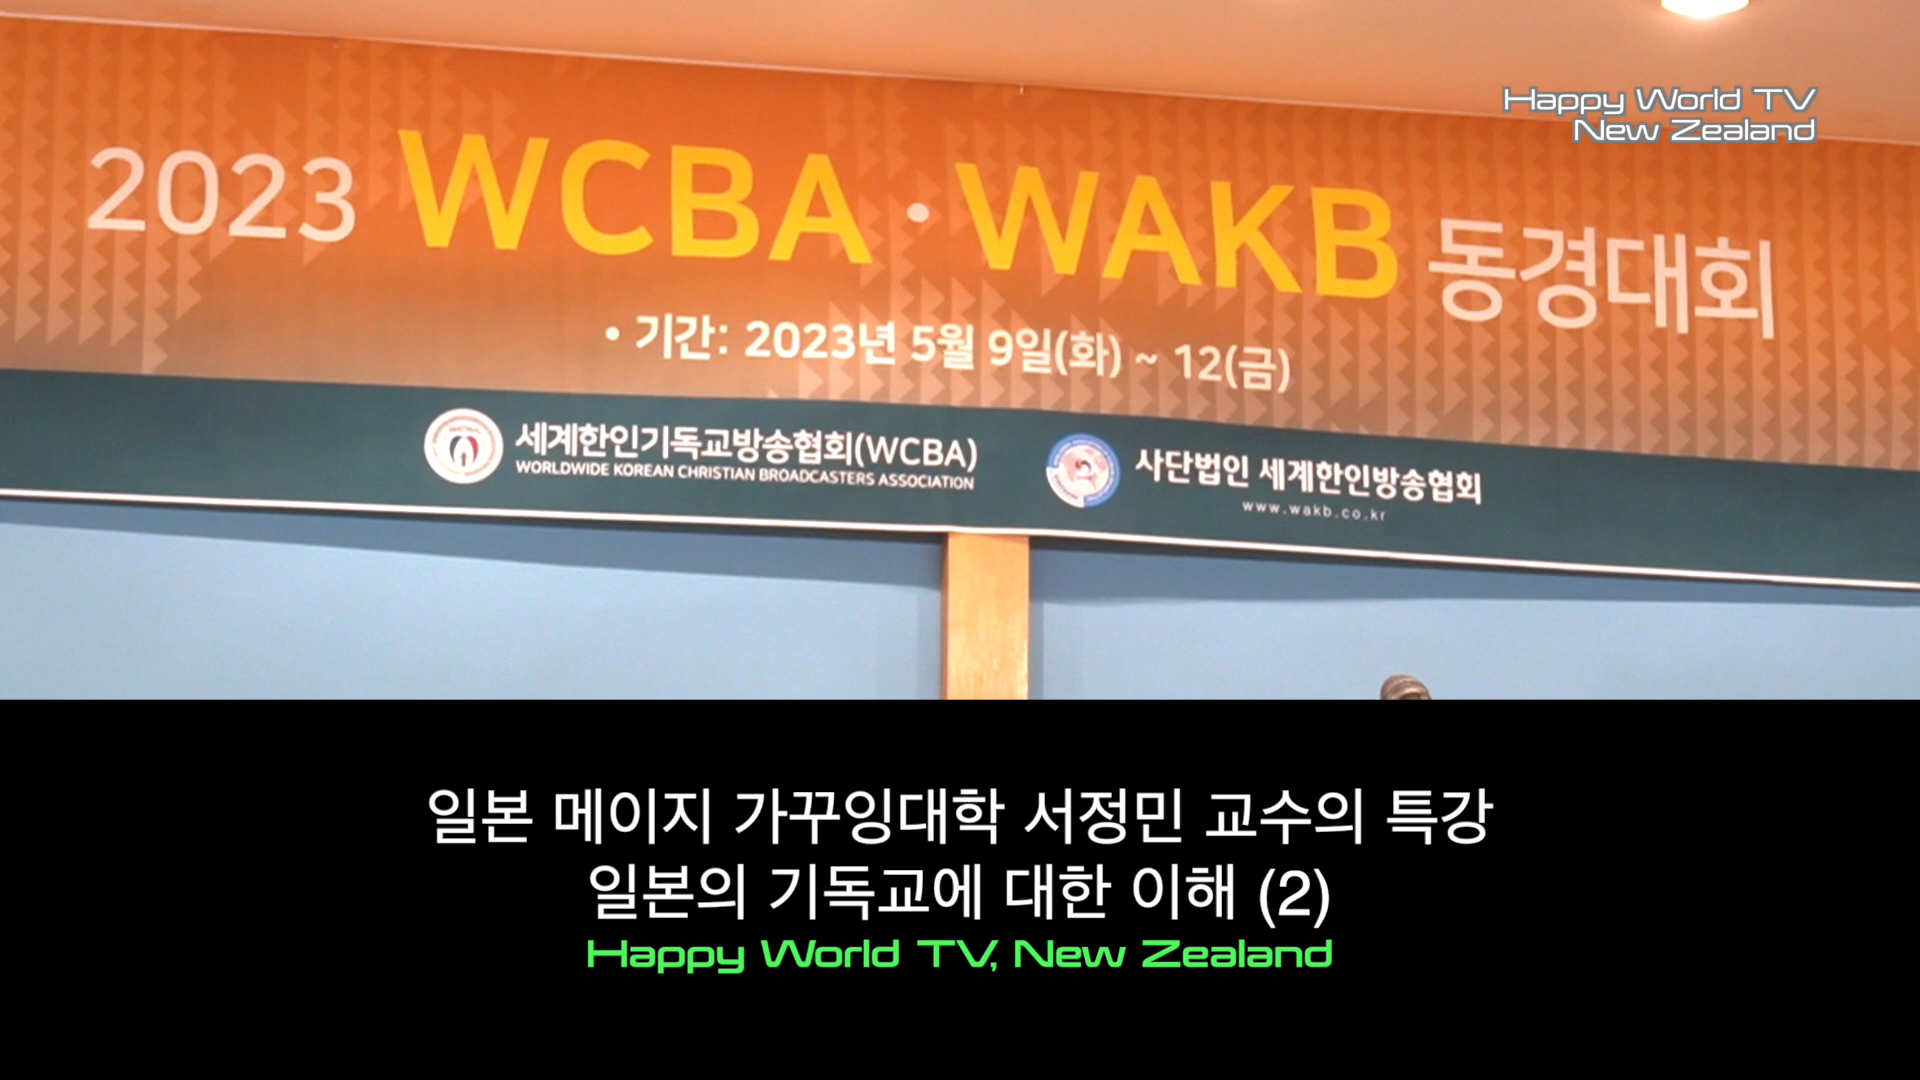 Happy World TV
New Zealand
2023 WCBA · WAKB 동경대회
• 기간: 2023년 5월 9일(화) ~ 12(금)
세계한인기독교방송협회(WCBA)
WORLDWIDE KOREAN CHRISTIAN BROADCASTERS ASSOCIATION
사단법인 세계한인방송협회
www.wakb.co.kr
일본 메이지 가꾸잉대학 서정민 교수의 특강
일본의 기독교에 대한 이해 (2)
Happy World TV, New Zealand